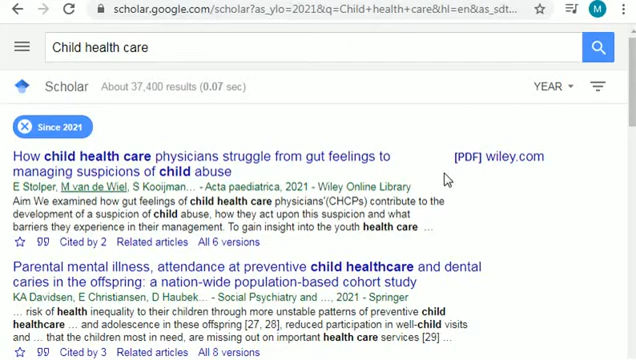 scholar.google.com/scholar?as_ylo=2021&q=Child+health+care&hl=en&as_sdt...
M
Child health care
Scholar About 37,400 results (0.07 sec) YEAR
Since 2021
How child health care physicians struggle from gut feelings to [PDF] wiley.com
managing suspicions of child abuse
E Stolper, M van de Wiel, S Kooijman... - Acta paediatrica, 2021 - Wiley Online Library
Aim We examined how gut feelings of child health care physicians'(CHCPs) contribute to the
development of a suspicion of child abuse, how they act upon this suspicion and what
barriers they experience in their management. To gain insight into the youth health care ...
Cited by 2 Related articles All 6 versions
Parental mental illness, attendance at preventive child healthcare and dental
caries in the offspring: a nation-wide population-based cohort study
KA Davidsen, E Christiansen, D Haubek... - Social Psychiatry and ..., 2021 - Springer
... risk of health inequality to their children through more unstable patterns of preventive child
healthcare ... and adolescence in these offspring [27, 28], reduced participation in well-child visits
and ... that the children most in need, are missing out on important health care services [29] ...
Cited by 3 Related articles All 8 versions